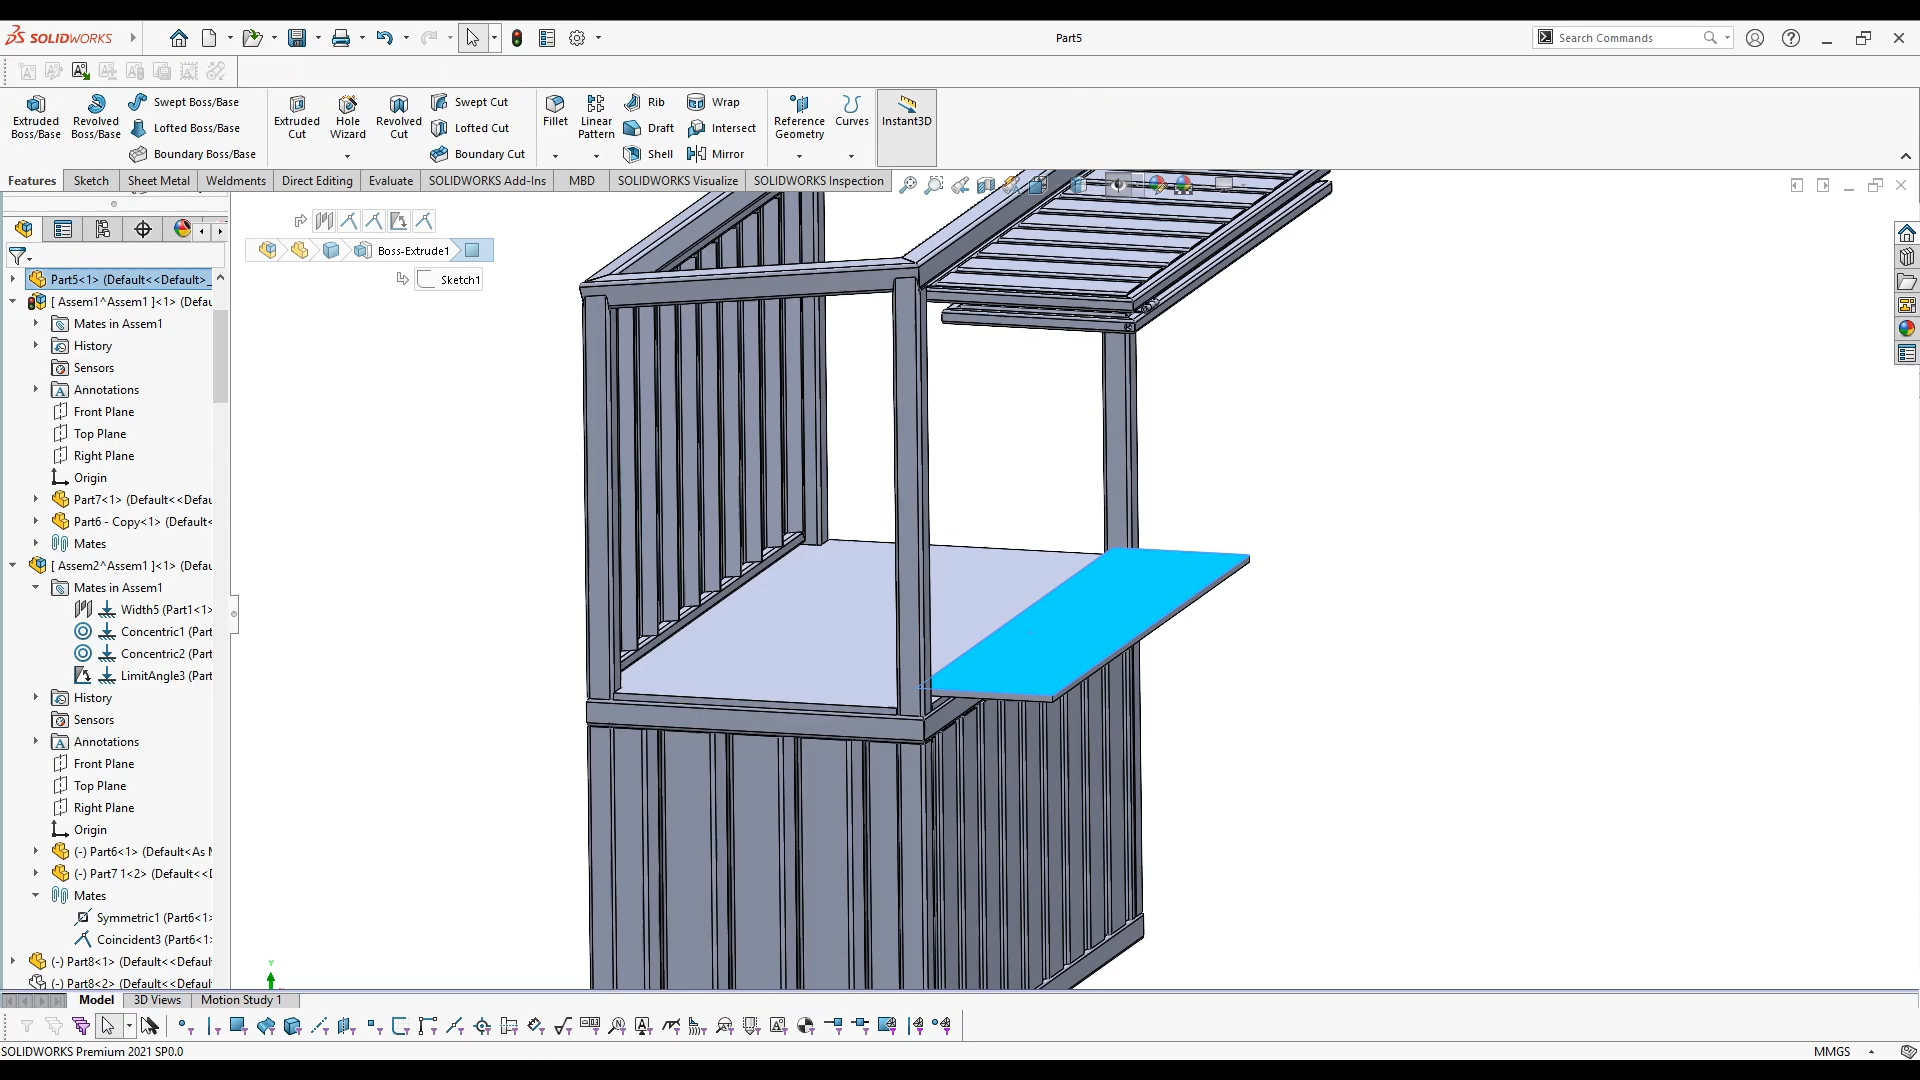 SOLIDWORKS
Part5
Search Commands
Extruded Boss/Base
Revolved Boss/Base
Swept Boss/Base
Lofted Boss/Base
Boundary Boss/Base
Extruded Cut
Hole Wizard
Revolved Cut
Swept Cut
Lofted Cut
Boundary Cut
Fillet
Linear Pattern
Rib
Draft
Shell
Wrap
Intersect
Mirror
Reference Geometry
Curves
Instant3D
Features
Sketch
Sheet Metal
Weldments
Direct Editing
Evaluate
SOLIDWORKS Add-Ins
MBD
SOLIDWORKS Visualize
SOLIDWORKS Inspection
Boss-Extrude1
Sketch1
Part5<1> (Default<<Default>_
[ Assem1^Assem1 ]<1> (Defau
Mates in Assem1
History
Sensors
Annotations
Front Plane
Top Plane
Right Plane
Origin
Part7<1> (Default<<Defau
Part6 - Copy<1> (Default<
Mates
[ Assem2^Assem1 ]<1> (Defau
Mates in Assem1
Width5 (Part1<1>
Concentric1 (Part
Concentric2 (Part
LimitAngle3 (Part
History
Sensors
Annotations
Front Plane
Top Plane
Right Plane
Origin
(-) Part6<1> (Default<As M
(-) Part7 1<2> (Default<<D
Mates
Symmetric1 (Part6<1>
Coincident3 (Part6<1>
(-) Part8<1> (Default<<Defaul
(-) Part8<2> (Default<<Defaul
Y
Model
3D Views
Motion Study 1
SOLIDWORKS Premium 2021 SP0.0
MMGS